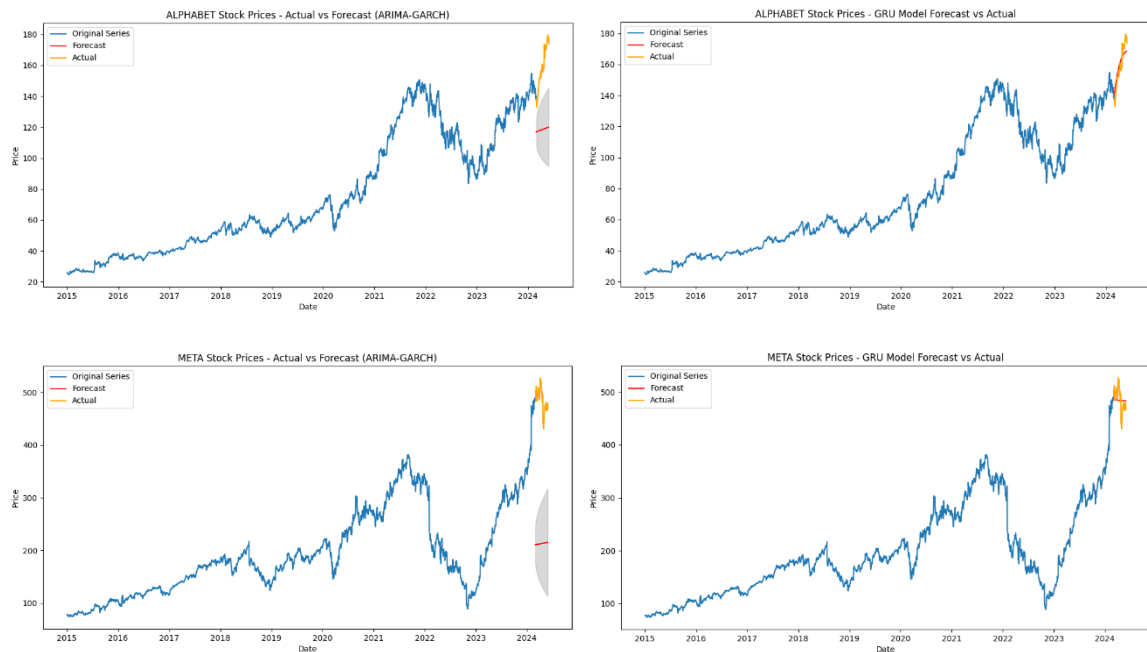 ALPHABET Stock Prices - Actual vs Forecast (ARIMA-GARCH)
Original Series
Forecast
Actual
180
160
140
120
100
80
60
40
20
Price
2015 2016 2017 2018 2019 2020 2021 2022 2023 2024
Date
ALPHABET Stock Prices - GRU Model Forecast vs Actual
Original Series
Forecast
Actual
180
160
140
120
100
80
60
40
20
Price
2015 2016 2017 2018 2019 2020 2021 2022 2023 2024
Date
META Stock Prices - Actual vs Forecast (ARIMA-GARCH)
Original Series
Forecast
Actual
500
400
300
200
100
Price
2015 2016 2017 2018 2019 2020 2021 2022 2023 2024
Date
META Stock Prices - GRU Model Forecast vs Actual
Original Series
Forecast
Actual
500
400
300
200
100
Price
2015 2016 2017 2018 2019 2020 2021 2022 2023 2024
Date